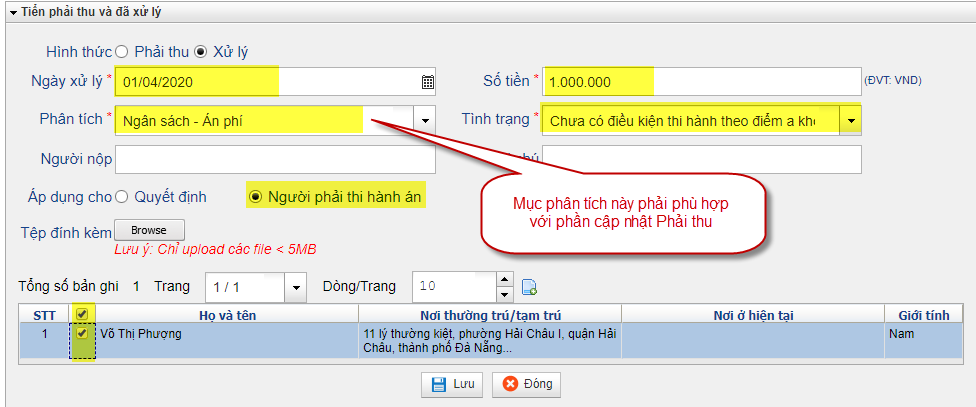 Tiền phải thu và đã xử lý
Hình thức Phải thu Xử lý
Ngày xử lý * 01/04/2020 Số tiền * 1.000.000 (ĐVT: VND)
Phân tích * Ngân sách - Án phí Tình trạng * Chưa có điều kiện thi hành theo điểm a
Người nộp
Áp dụng cho Quyết định Người phải thi hành án
Mục phân tích này phải phù hợp
với phần cập nhật Phải thu
Tệp đính kèm Browse
Lưu ý: Chỉ upload các file < 5MB
Tổng số bản ghi 1 Trang 1 / 1 Dòng/Trang 10
STT Họ và tên Nơi thường trú/tạm trú Nơi ở hiện tại Giới tính
1 Võ Thị Phượng 11 lý thường kiệt, phường Hải Châu I, quận Hải Nam
Châu, thành phố Đà Nẵng...
Lưu Đóng